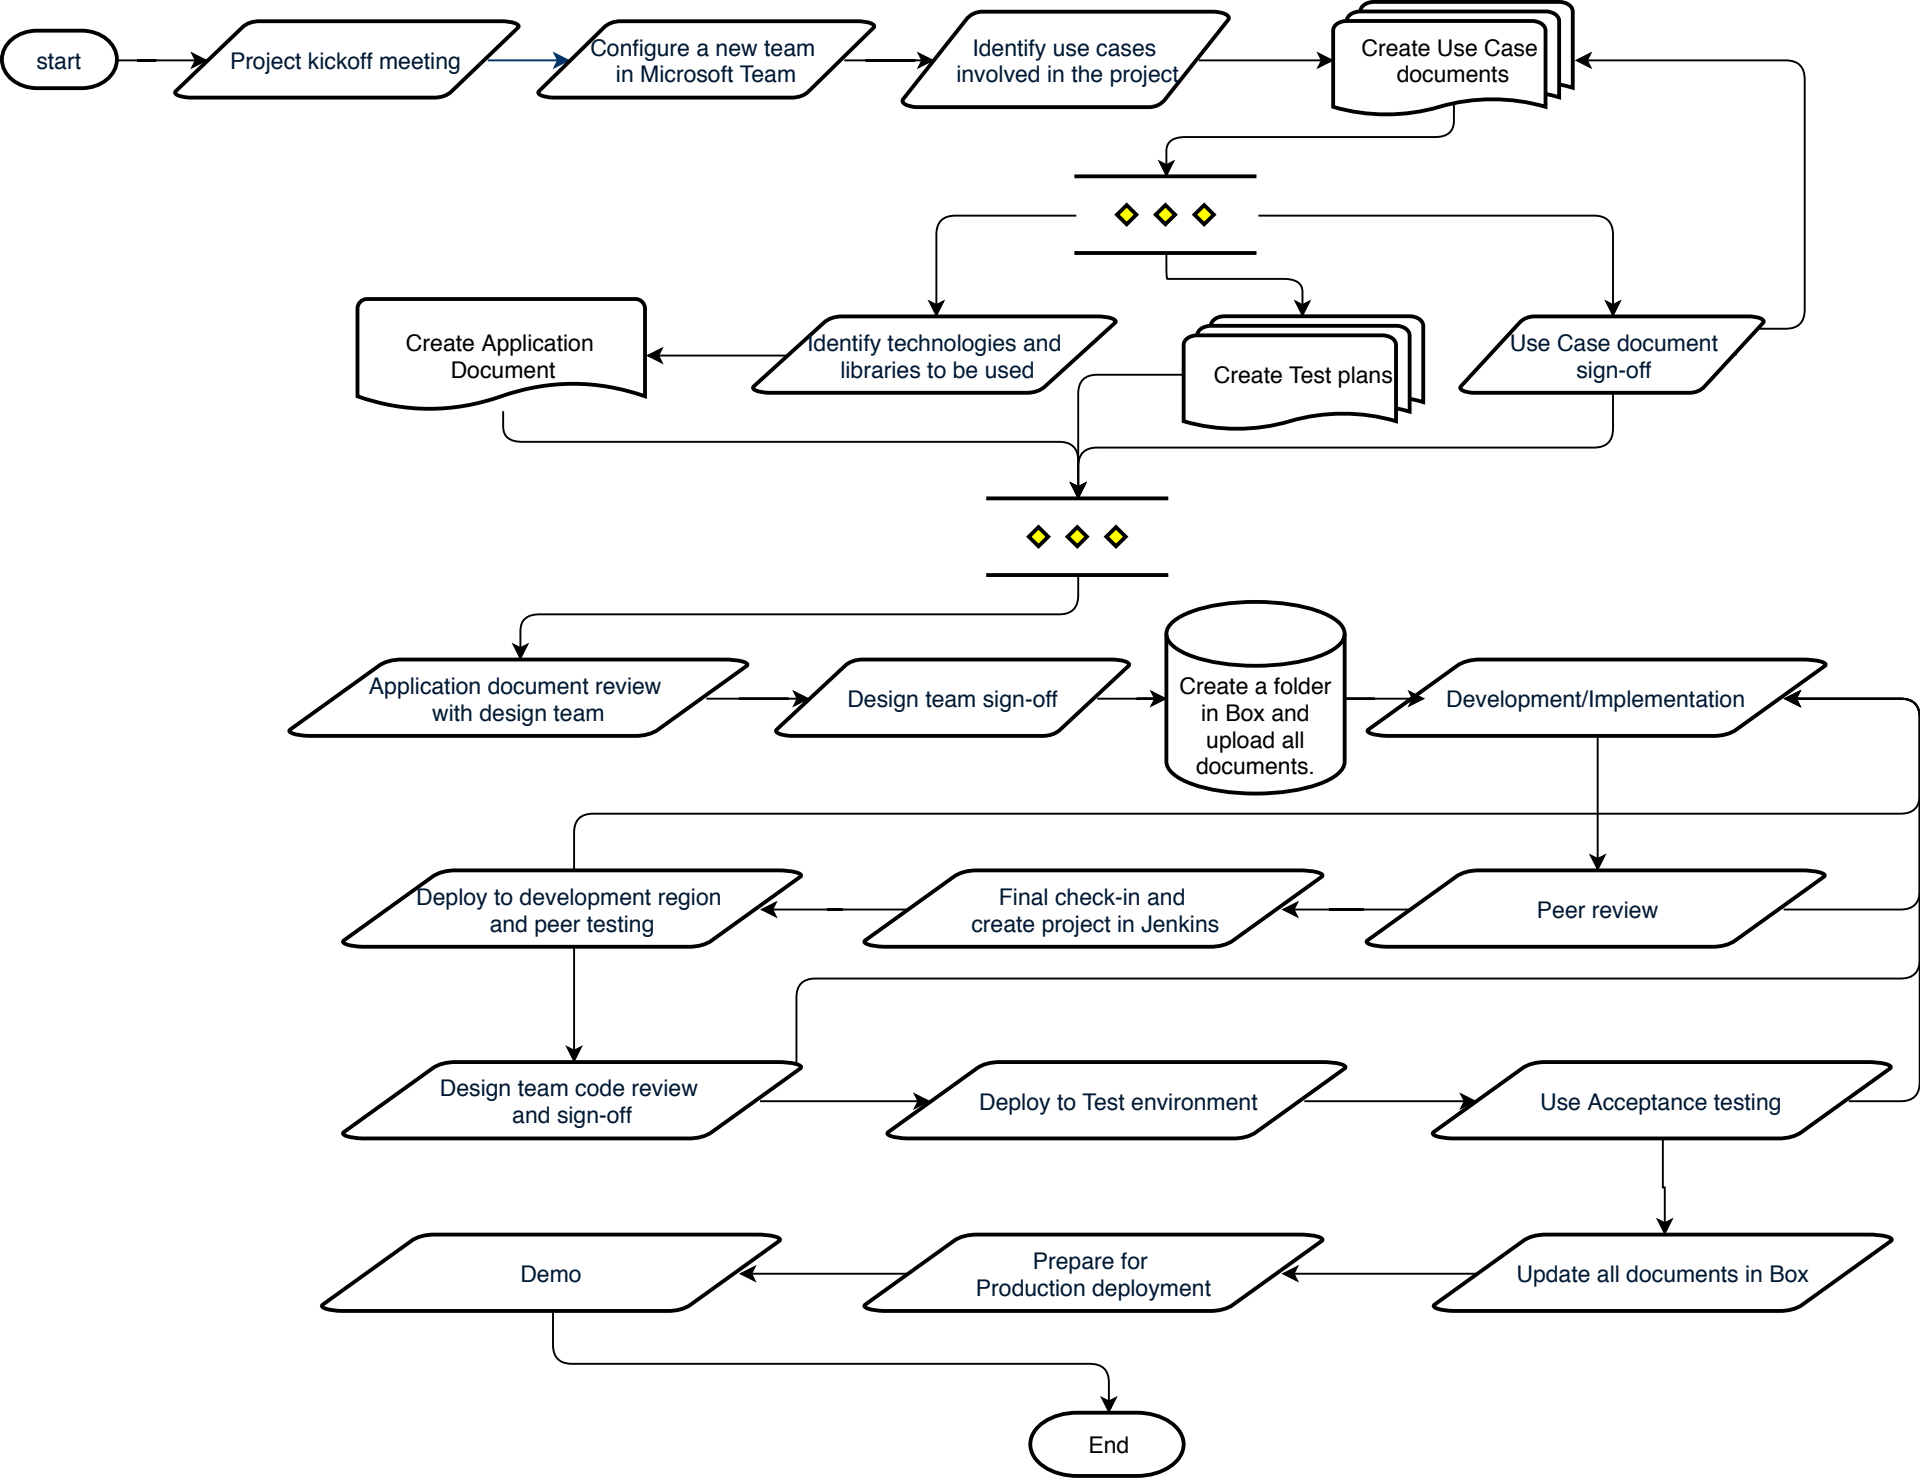 start
Project kickoff meeting
Configure a new team
in Microsoft Team
Identify use cases
involved in the project
Create Use Case
documents
Create Application
Document
Identify technologies and
libraries to be used
Create Test plans
Use Case document
sign-off
Application document review
with design team
Design team sign-off
Create a folder
in Box and
upload all
documents.
Development/Implementation
Deploy to development region
and peer testing
Final check-in and
create project in Jenkins
Peer review
Design team code review
and sign-off
Deploy to Test environment
Use Acceptance testing
Demo
Prepare for
Production deployment
Update all documents in Box
End